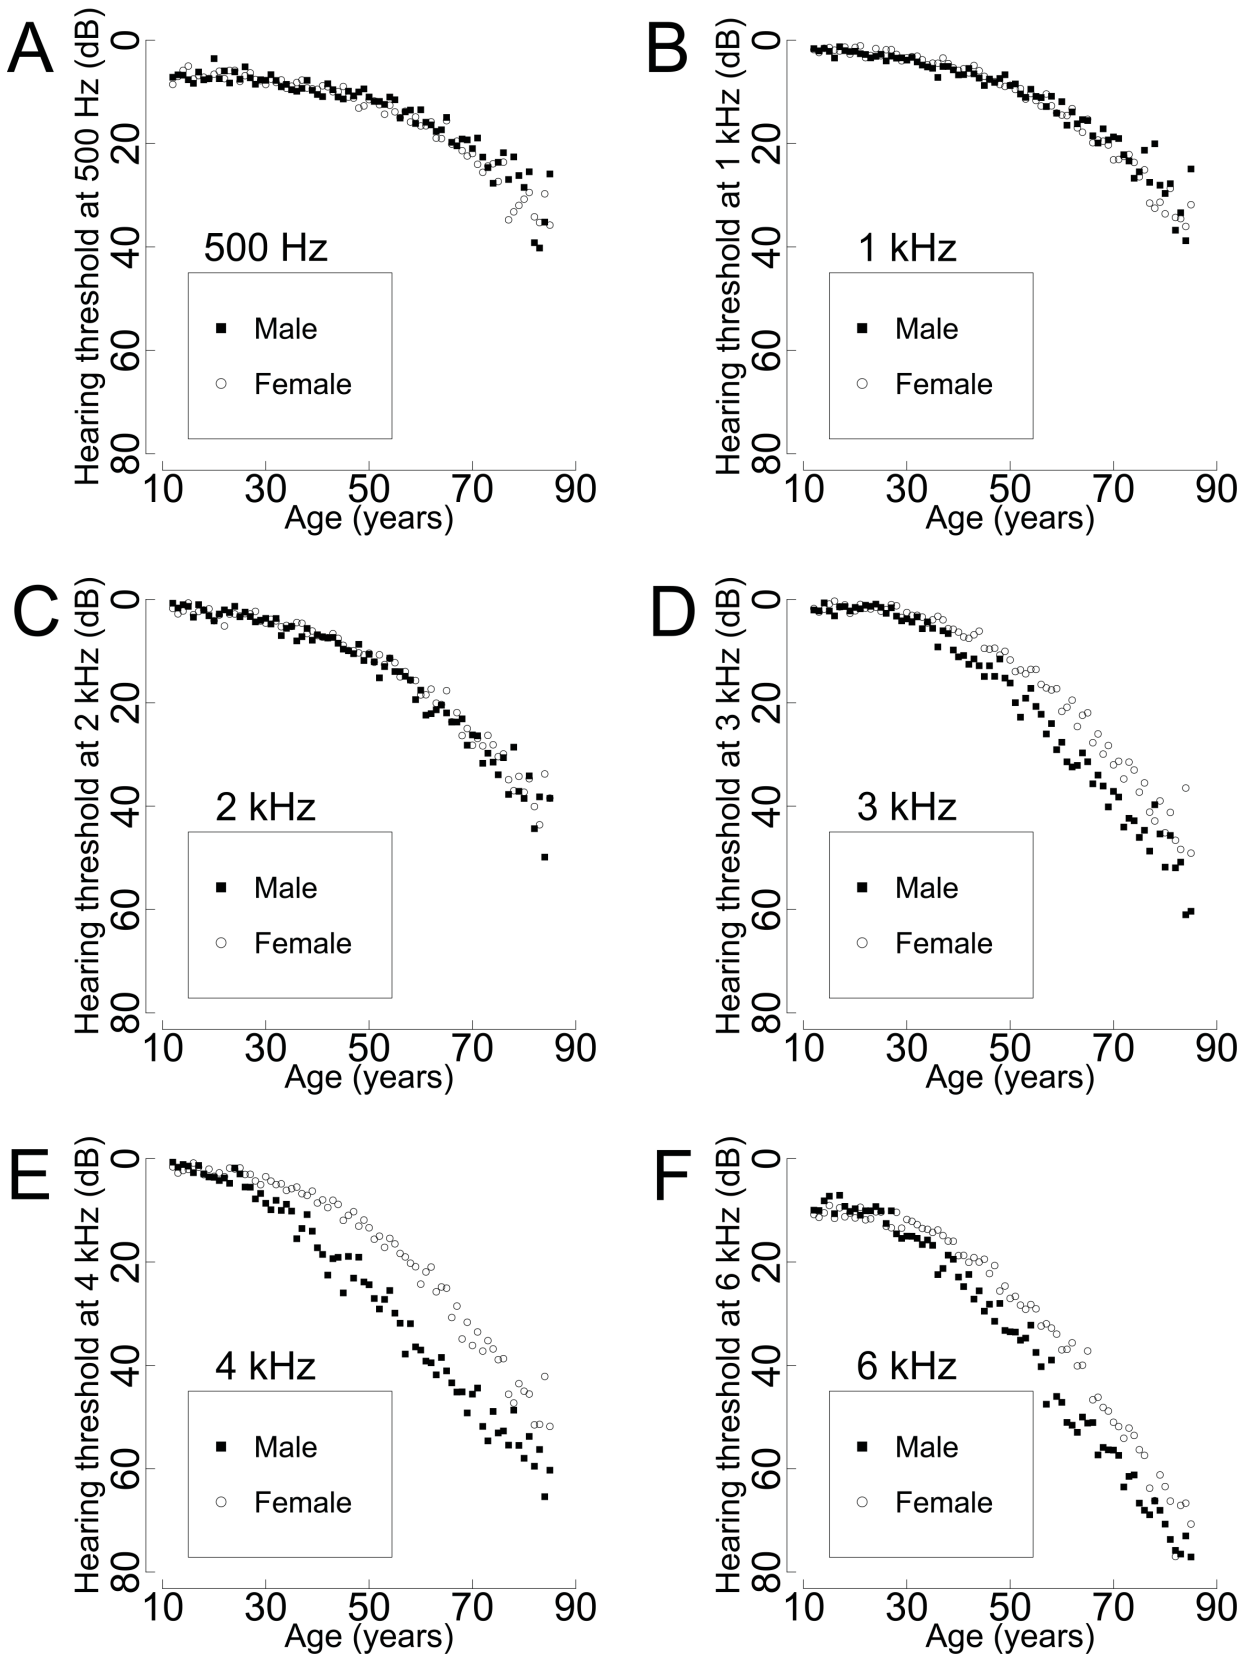 A
Hearing threshold at 500 Hz (dB)
0
20
40
60
80
500 Hz
Male
Female
10 30 50 70 90
Age (years)
B
Hearing threshold at 1 kHz (dB)
0
20
40
60
80
1 kHz
Male
Female
10 30 50 70 90
Age (years)
C
Hearing threshold at 2 kHz (dB)
0
20
40
60
80
2 kHz
Male
Female
10 30 50 70 90
Age (years)
D
Hearing threshold at 3 kHz (dB)
0
20
40
60
80
3 kHz
Male
Female
10 30 50 70 90
Age (years)
E
Hearing threshold at 4 kHz (dB)
0
20
40
60
80
4 kHz
Male
Female
10 30 50 70 90
Age (years)
F
Hearing threshold at 6 kHz (dB)
0
20
40
60
80
6 kHz
Male
Female
10 30 50 70 90
Age (years)